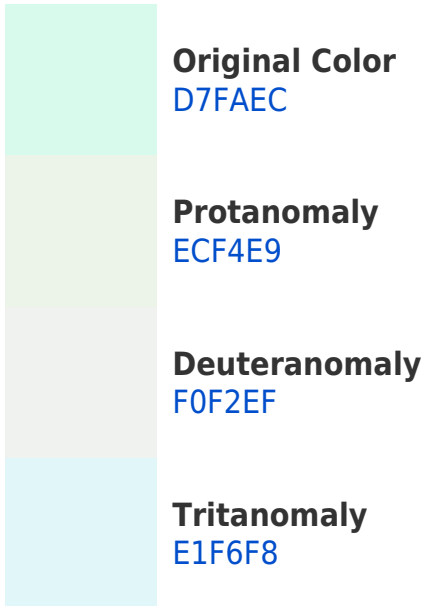 Original Color
D7FAEC
Protanomaly
ECF4E9
Deuteranomaly
F0F2EF
Tritanomaly
E1F6F8